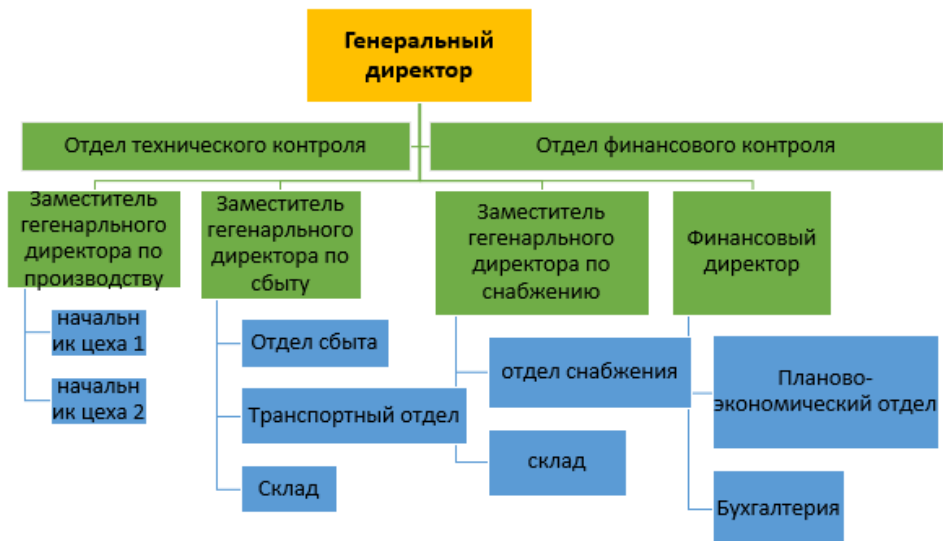 Генеральный
директор
Отдел технического контроля
Отдел финансового контроля
Заместитель
гегенарльного
директора по
производству
Заместитель
гегенарльного
директора по
сбыту
Заместитель
гегенарльного
директора по
снабжению
Финансовый
директор
начальн
ик цеха 1
начальн
ик цеха 2
Отдел сбыта
Транспортный отдел
Склад
отдел снабжения
склад
Планово-
экономический отдел
Бухгалтерия